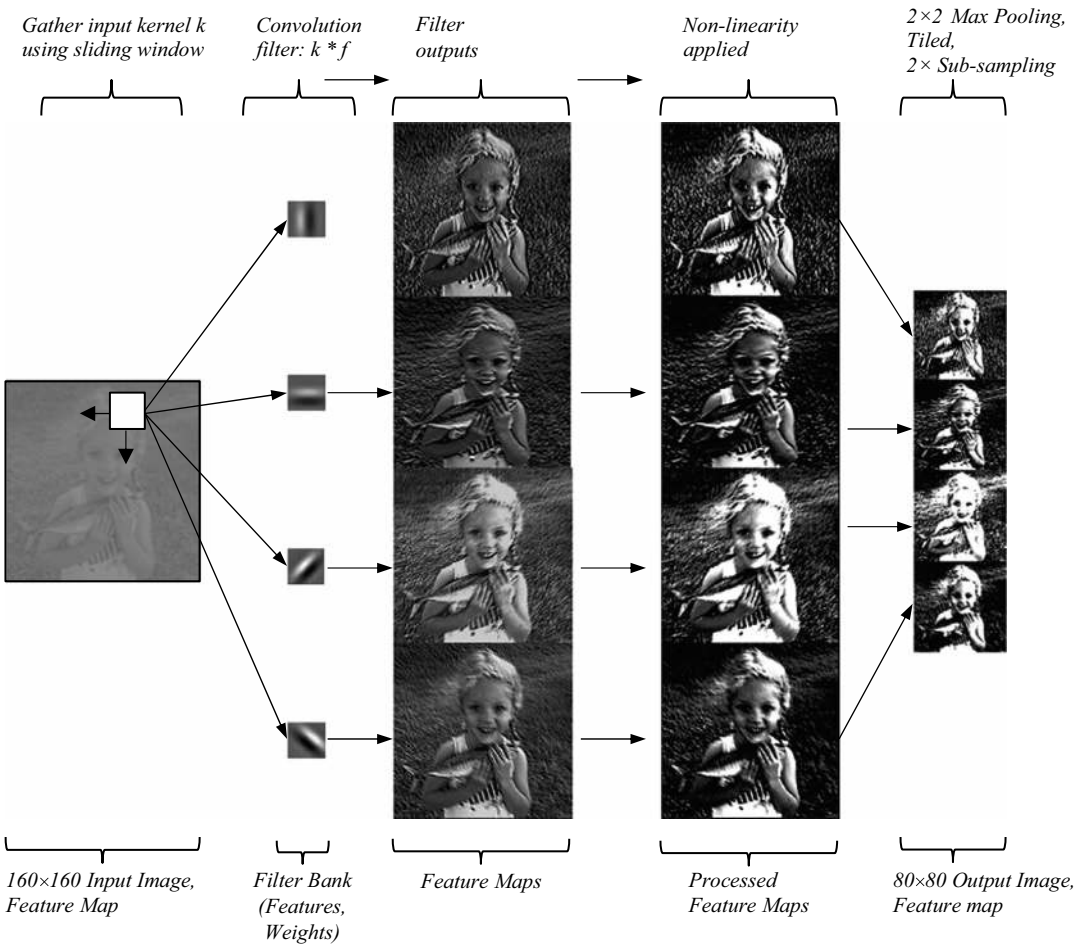 Gather input kernel k
using sliding window
Convolution
filter: k * f
Filter
outputs
Non-linearity
applied
2×2 Max Pooling,
Tiled,
2× Sub-sampling
160×160 Input Image,
Feature Map
Filter Bank
(Features,
Weights)
Feature Maps
Processed
Feature Maps
80×80 Output Image,
Feature map